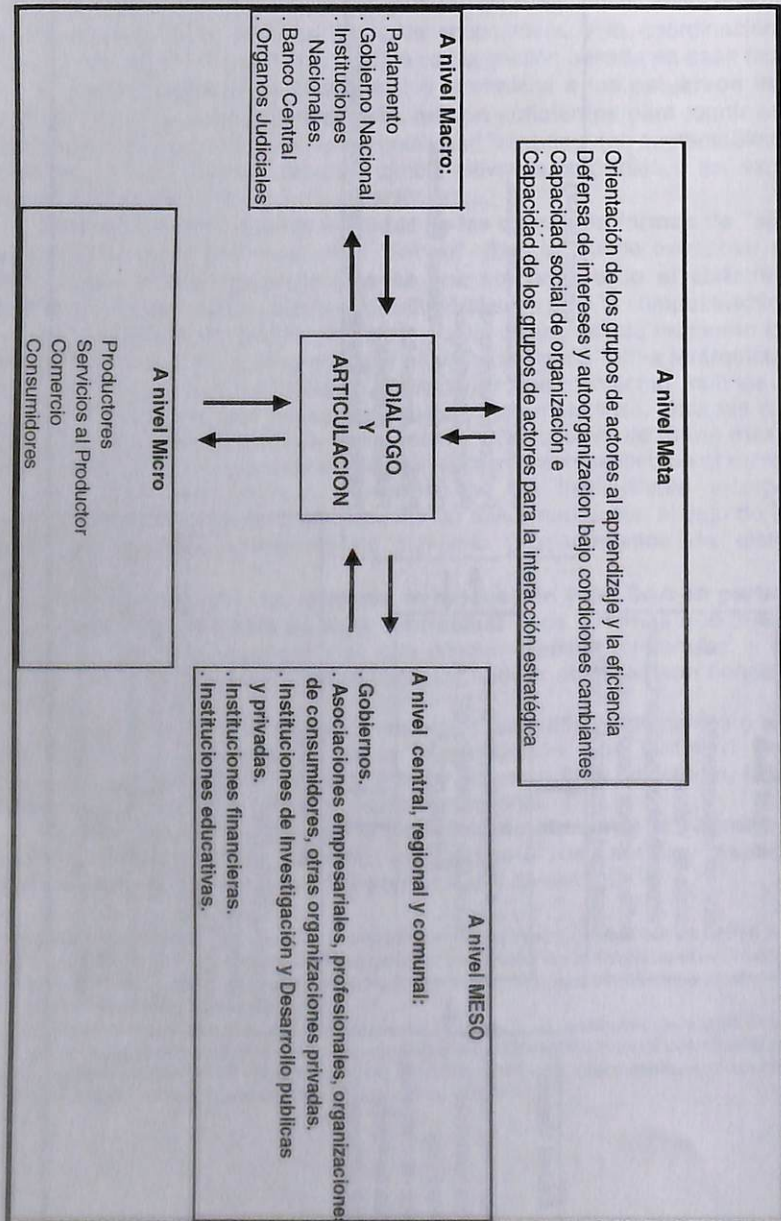 A nivel Meta
Orientación de los grupos de actores al aprendizaje y la eficiencia
Defensa de intereses y autoorganizacion bajo condiciones cambiantes
Capacidad social de organización e
Capacidad de los grupos de actores para la interacción estratégica
A nivel Macro:
. Parlamento
. Gobierno Nacional
. Instituciones
Nacionales.
. Banco Central
. Organos Judiciales
DIALOGO
Y
ARTICULACION
A nivel MESO
A nivel central, regional y comunal:
Gobiernos.
Asociaciones empresariales, profesionales, organizaciones
de consumidores, otras organizaciones privadas.
. Instituciones de Investigación y Desarrollo publicas
y privadas.
. Instituciones financieras.
. Instituciones educativas.
A nivel Micro
Productores
Servicios al Productor
Comercio
Consumidores